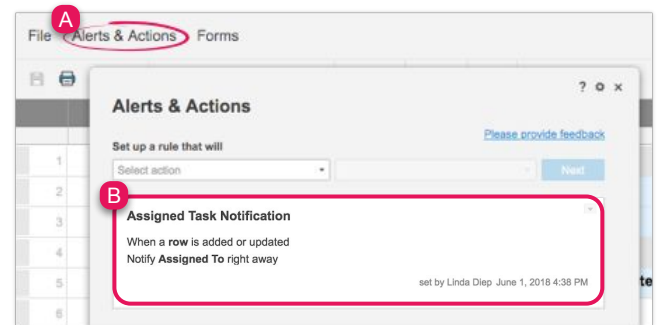 A
File Alerts & Actions Forms
? x
Alerts & Actions
Please provide feedback
Set up a rule that will
Select action Next
B
Assigned Task Notification
When a row is added or updated
Notify Assigned To right away
set by Linda Diep June 1, 2018 4:38 PM
1
2
3
4
5
6
te